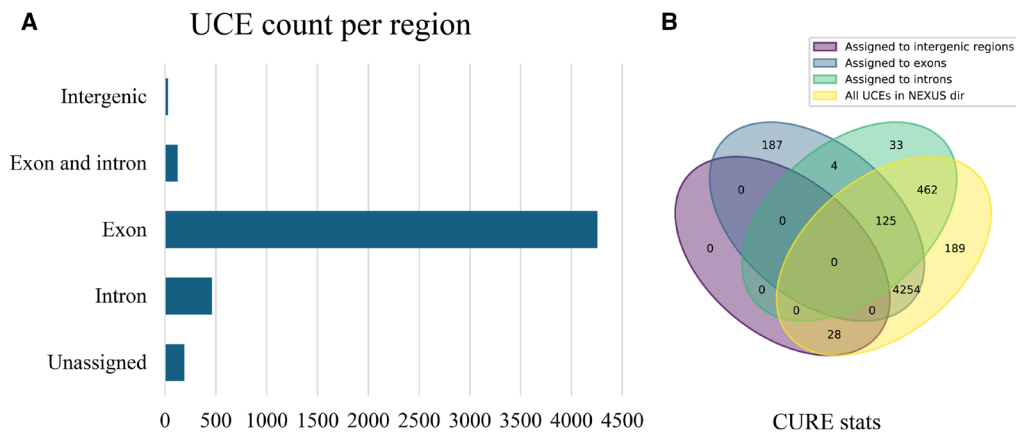 A
UCE count per region
Intergenic
Exon and intron
Exon
Intron
Unassigned
0 500 1000 1500 2000 2500 3000 3500 4000 4500
B
Assigned to intergenic regions
Assigned to exons
Assigned to introns
All UCEs in NEXUS dir
187
33
4
0
462
0
125
0
189
0
0
4254
0
0
28
CURE stats